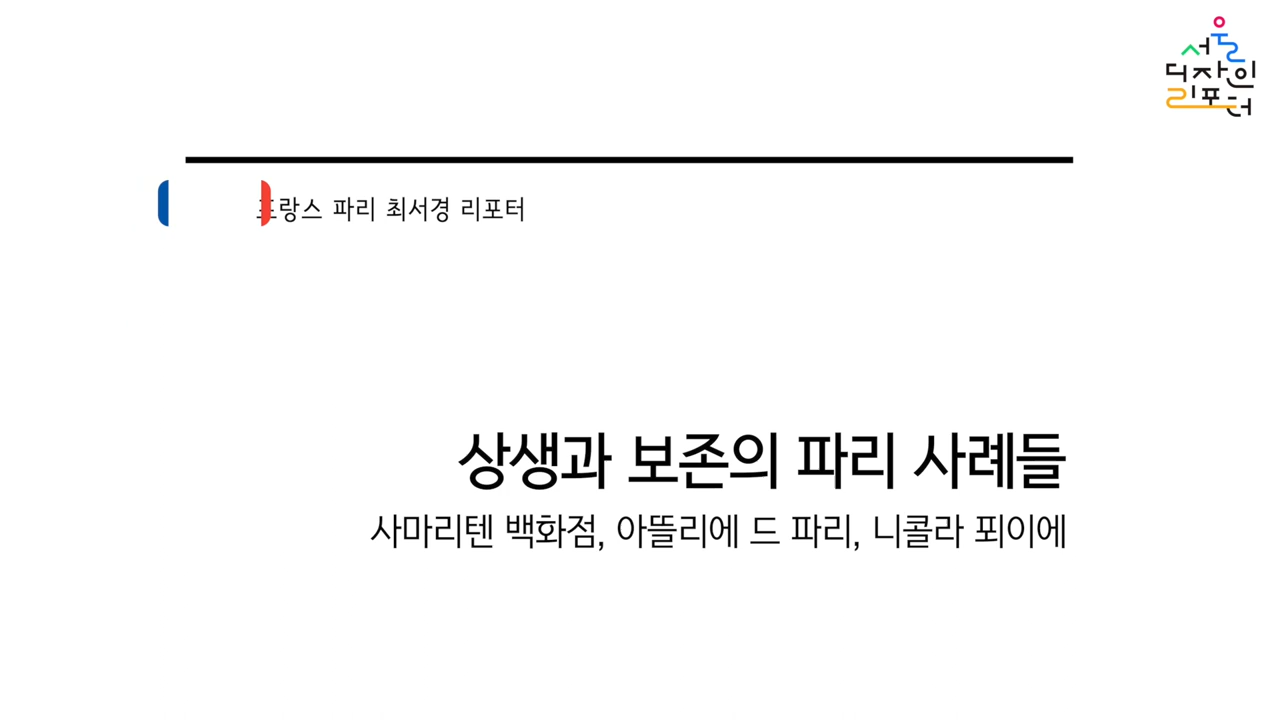 서울
디자인
리포터
프랑스 파리 최서경 리포터
상생과 보존의 파리 사례들
사마리텐 백화점, 아뜰리에 드 파리, 니콜라 푀이에